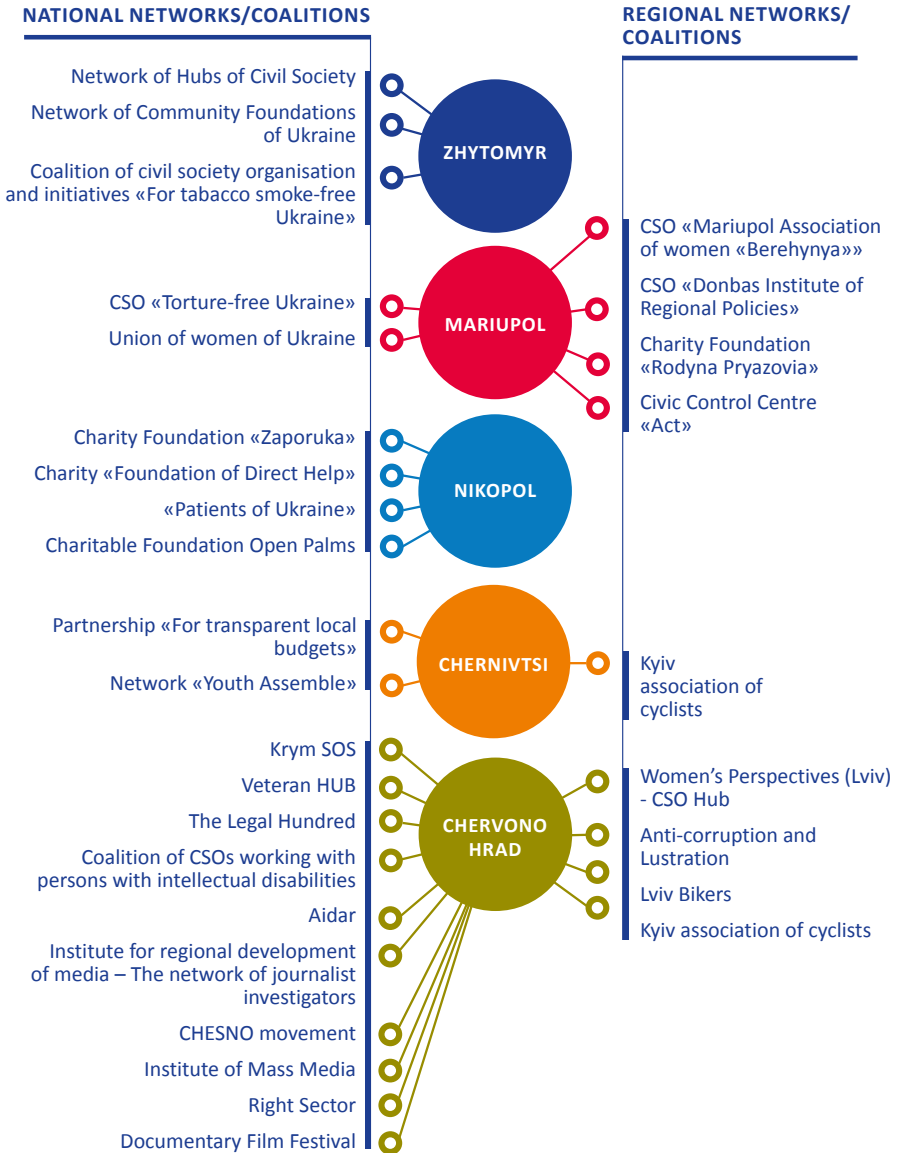 NATIONAL NETWORKS/COALITIONS
REGIONAL NETWORKS/
COALITIONS
Network of Hubs of Civil Society
Network of Community Foundations
of Ukraine
Coalition of civil society organisation
and initiatives «For tabacco smoke-free
Ukraine»
ZHYTOMYR
CSO «Torture-free Ukraine»
Union of women of Ukraine
MARIUPOL
CSO «Mariupol Association
of women «Berehynya»»
CSO «Donbas Institute of
Regional Policies»
Charity Foundation
«Rodyna Pryazovia»
Civic Control Centre
«Act»
Charity Foundation «Zaporuka»
Charity «Foundation of Direct Help»
«Patients of Ukraine»
Charitable Foundation Open Palms
NIKOPOL
Partnership «For transparent local
budgets»
Network «Youth Assemble»
CHERNIVTSI
Kyiv
association of
cyclists
Krym SOS
Veteran HUB
The Legal Hundred
Coalition of CSOs working with
persons with intellectual disabilities
Aidar
Institute for regional development
of media – The network of journalist
investigators
CHESNO movement
Institute of Mass Media
Right Sector
Documentary Film Festival
CHERVONO
HRAD
Women's Perspectives (Lviv)
- CSO Hub
Anti-corruption and
Lustration
Lviv Bikers
Kyiv association of cyclists